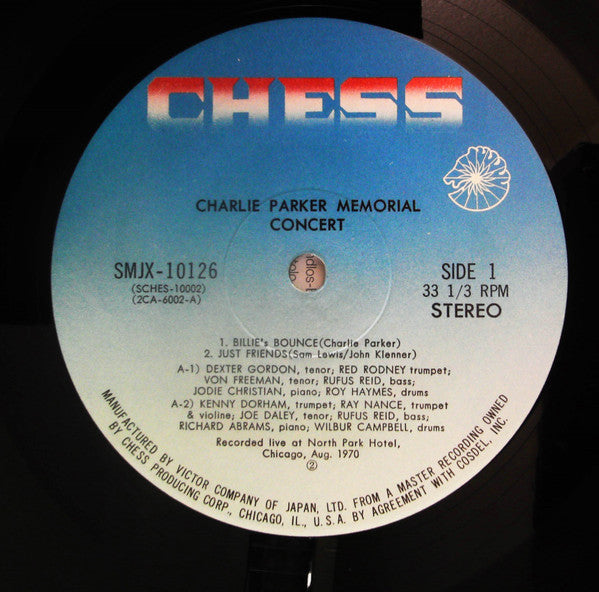 CHESS
CHARLIE PARKER MEMORIAL
CONCERT
SMJX-10126
(SCHES-10002)
(2CA-6002-A)
SIDE 1
33 1/3 RPM
STEREO
1. BILLIE's BOUNCE(Charlie Parker)
2. JUST FRIENDS(Sam Lewis/John Klenner)
A-1) DEXTER GORDON, tenor; RED RODNEY trumpet;
VON FREEMAN, tenor; RUFUS REID, bass;
JODIE CHRISTIAN, piano; ROY HAYMES, drums
A-2) KENNY DORHAM, trumpet; RAY NANCE, trumpet
& violine; JOE DALEY, tenor; RUFUS REID, bass;
RICHARD ABRAMS, piano; WILBUR CAMPBELL, drums
Recorded live at North Park Hotel,
Chicago, Aug. 1970
②
MANUFACTURED BY VICTOR COMPANY OF JAPAN, LTD. FROM A MASTER RECORDING OWNED
BY CHESS PRODUCING CORP., CHICAGO, IL., U.S.A. BY AGREEMENT WITH COSDEL, INC.